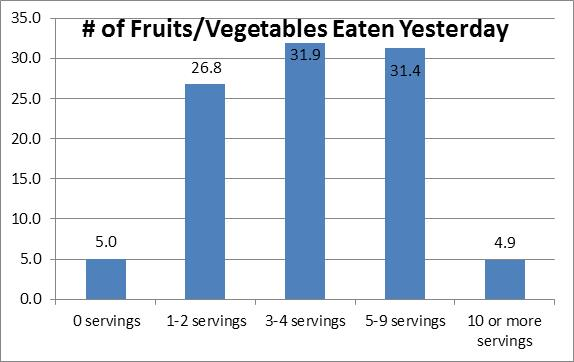 # of Fruits/Vegetables Eaten Yesterday
35.0
30.0
25.0
20.0
15.0
10.0
5.0
0.0
5.0
26.8
31.9
31.4
4.9
0 servings
1-2 servings
3-4 servings
5-9 servings
10 or more
servings